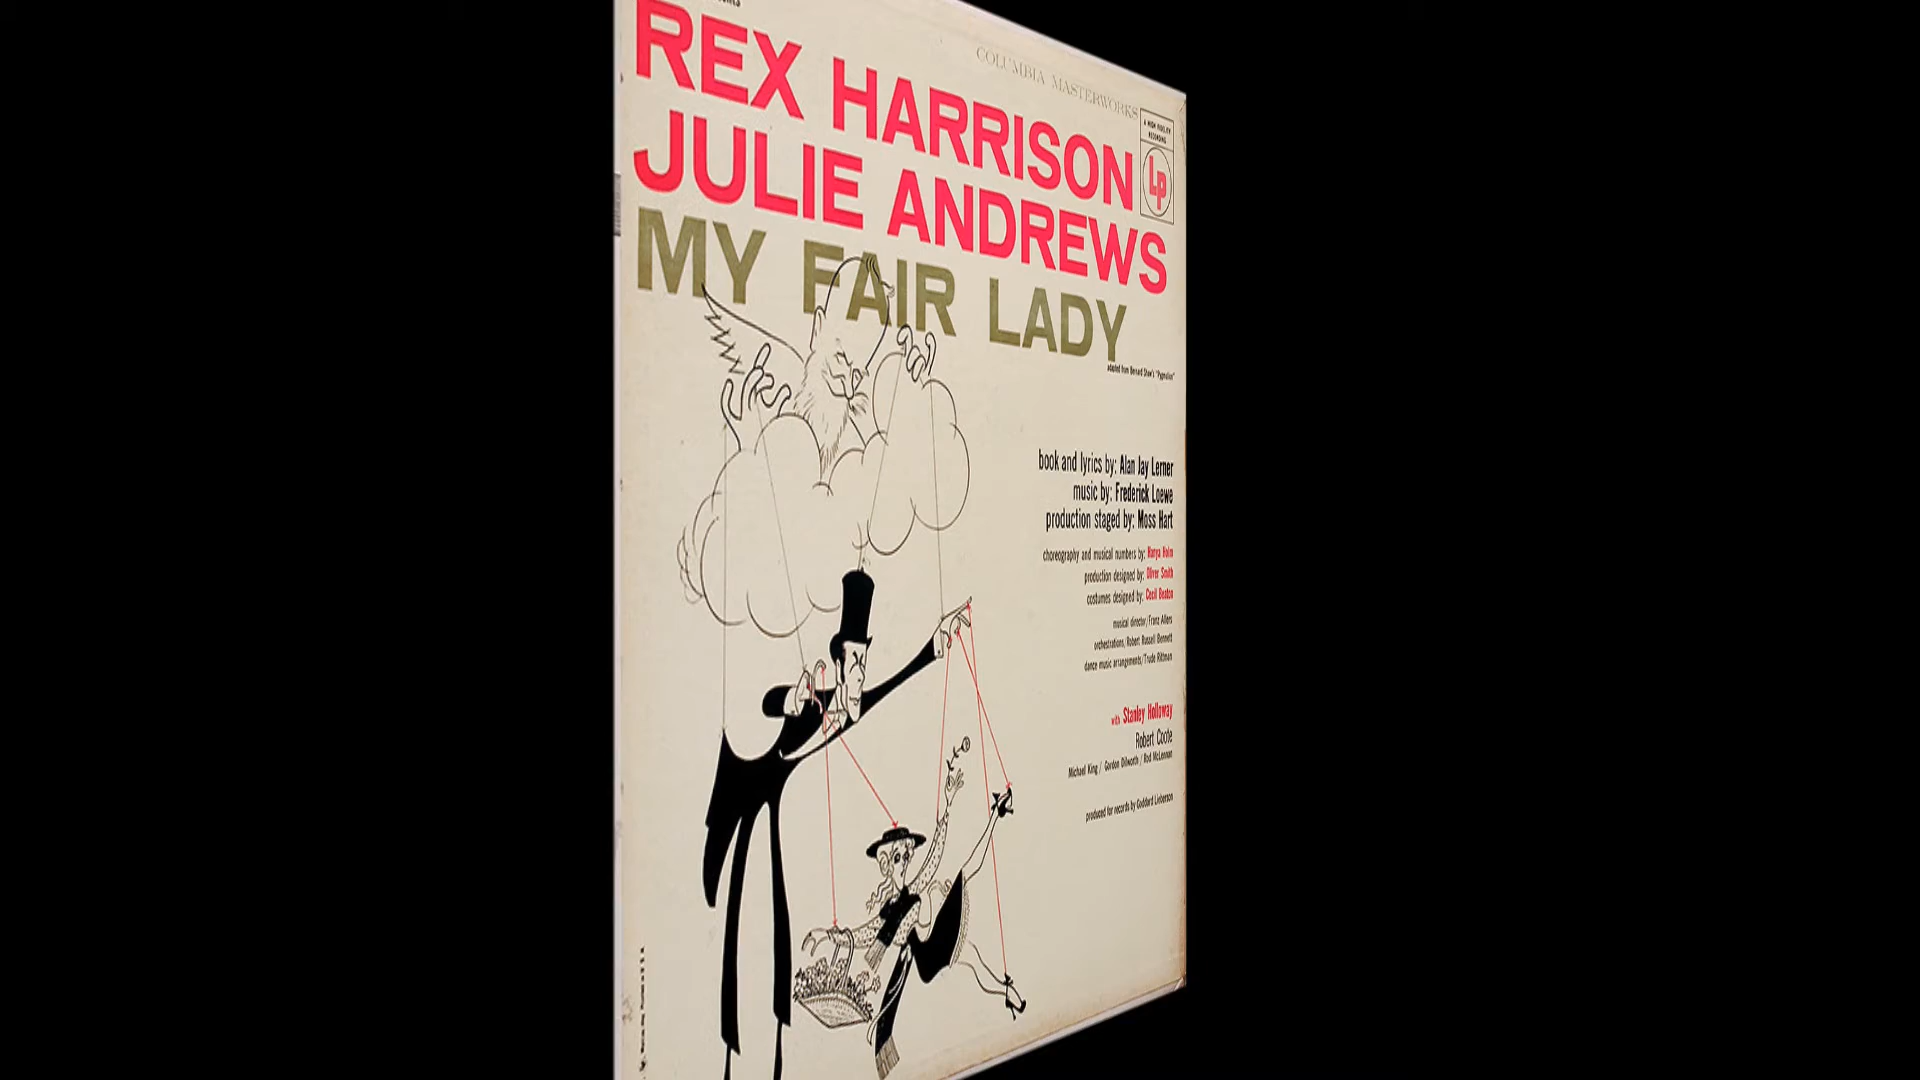 COLUMBIA MASTERWORKS
REX HARRISON
JULIE ANDREWS
MY FAIR LADY
A HIGH FIDELITY
RECORDING
Lp
adapted from Bernard Shaw's "Pygmalion"
book and lyrics by: Alan Jay Lerner
music by: Frederick Loewe
production staged by: Moss Hart
choreography and musical numbers by: Hanya Holm
production designed by: Oliver Smith
costumes designed by: Cecil Beaton
musical director/Franz Allers
orchestrations/Robert Russell Bennett
dance music arrangements/Trude Rittman
with Stanley Holloway
Robert Coote
Michael King / Gordon Dilworth / Rod McLennan
produced for records by Goddard Lieberson